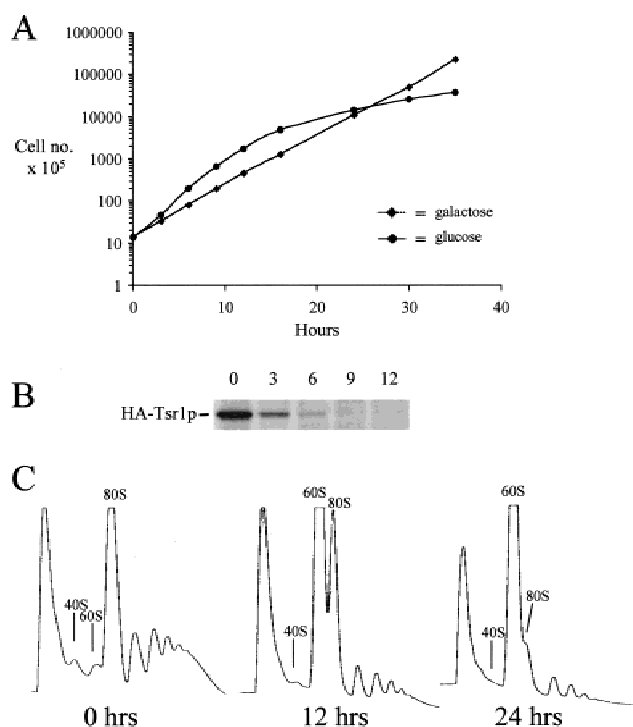 A
1000000
100000
10000
1000
100
10
1
Cell no.
x 10⁵
0 10 20 30 40
Hours
= galactose
= glucose
B
0 3 6 9 12
HA-Tsr1p
C
80S
40S
60S
0 hrs
60S
80S
40S
12 hrs
60S
80S
40S
24 hrs